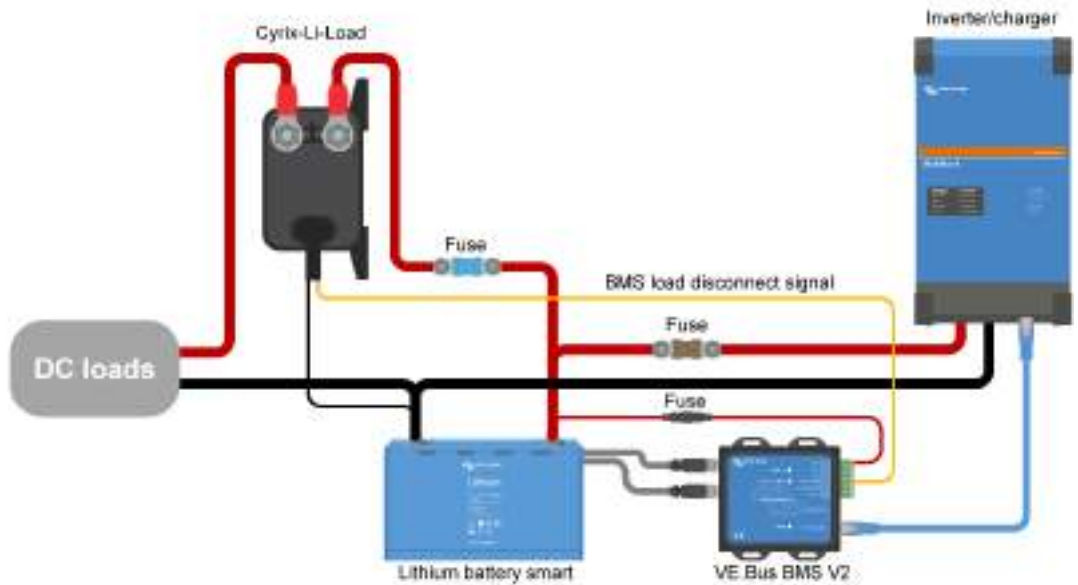 Inverter/charger
Cyrix-Li-Load
Fuse
BMS load disconnect signal
Fuse
DC loads
Fuse
Lithium
Lithium battery smart
VE.Bus BMS V2